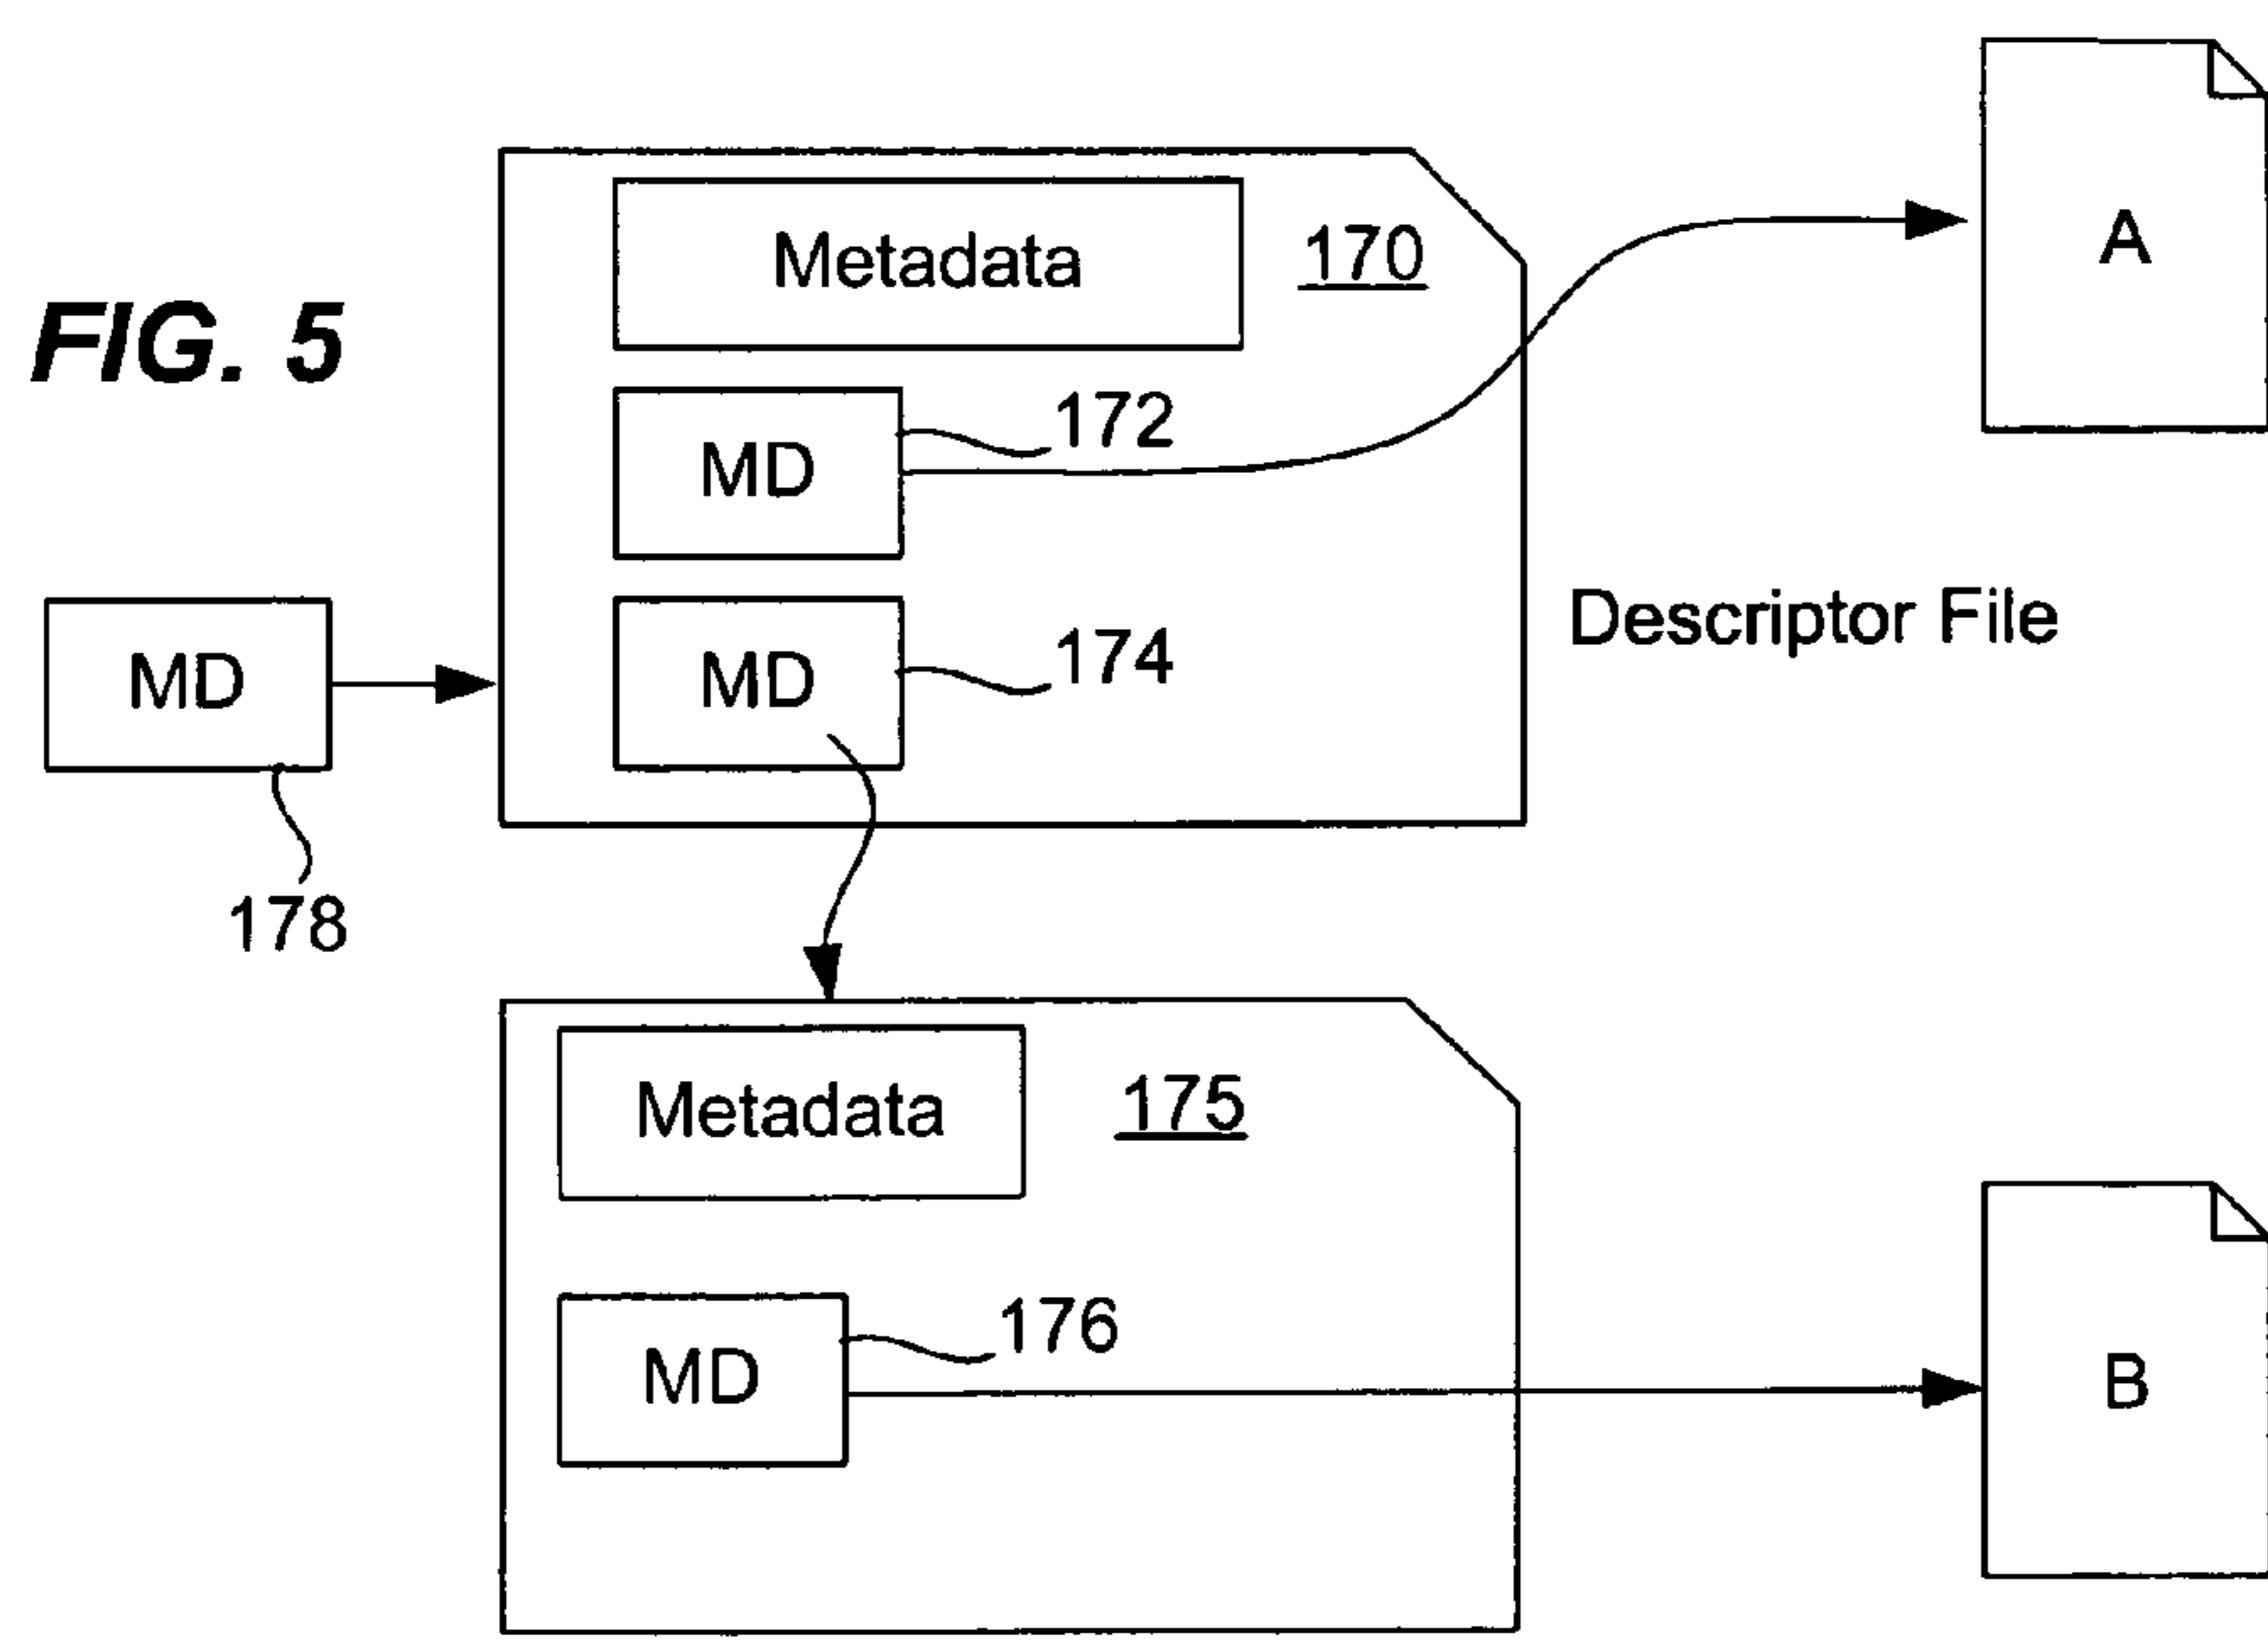 FIG. 5
A
Metadata 170
MD 172
MD 174
Descriptor File
MD
178
Metadata 175
MD 176
B